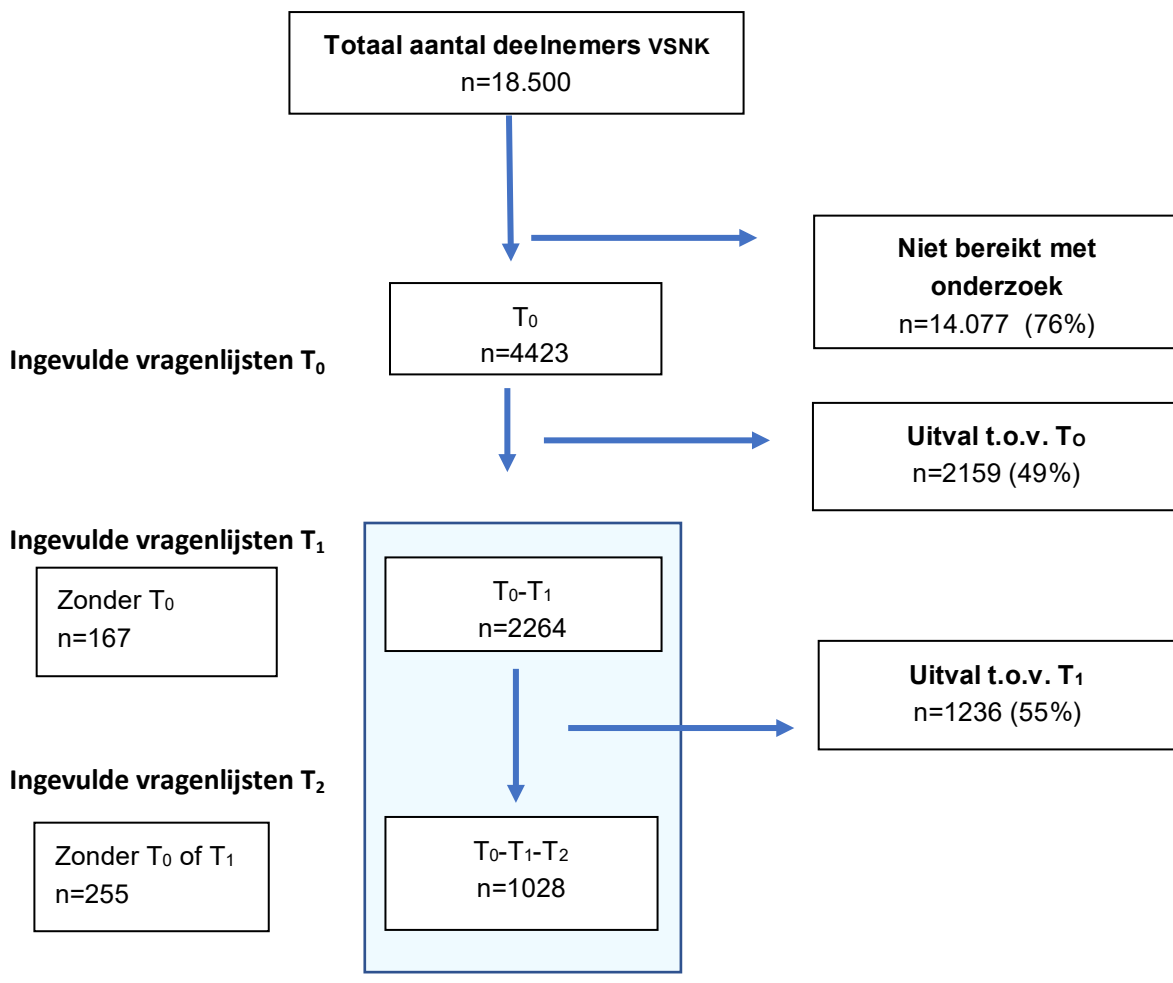 Totaal aantal deelnemers VSNK
n=18.500
Niet bereikt met
onderzoek
n=14.077 (76%)
T₀
n=4423
Ingevulde vragenlijsten T₀
Uitval t.o.v. T₀
n=2159 (49%)
Ingevulde vragenlijsten T₁
Zonder T₀
n=167
T₀-T₁
n=2264
Uitval t.o.v. T₁
n=1236 (55%)
Ingevulde vragenlijsten T₂
Zonder T₀ of T₁
n=255
T₀-T₁-T₂
n=1028